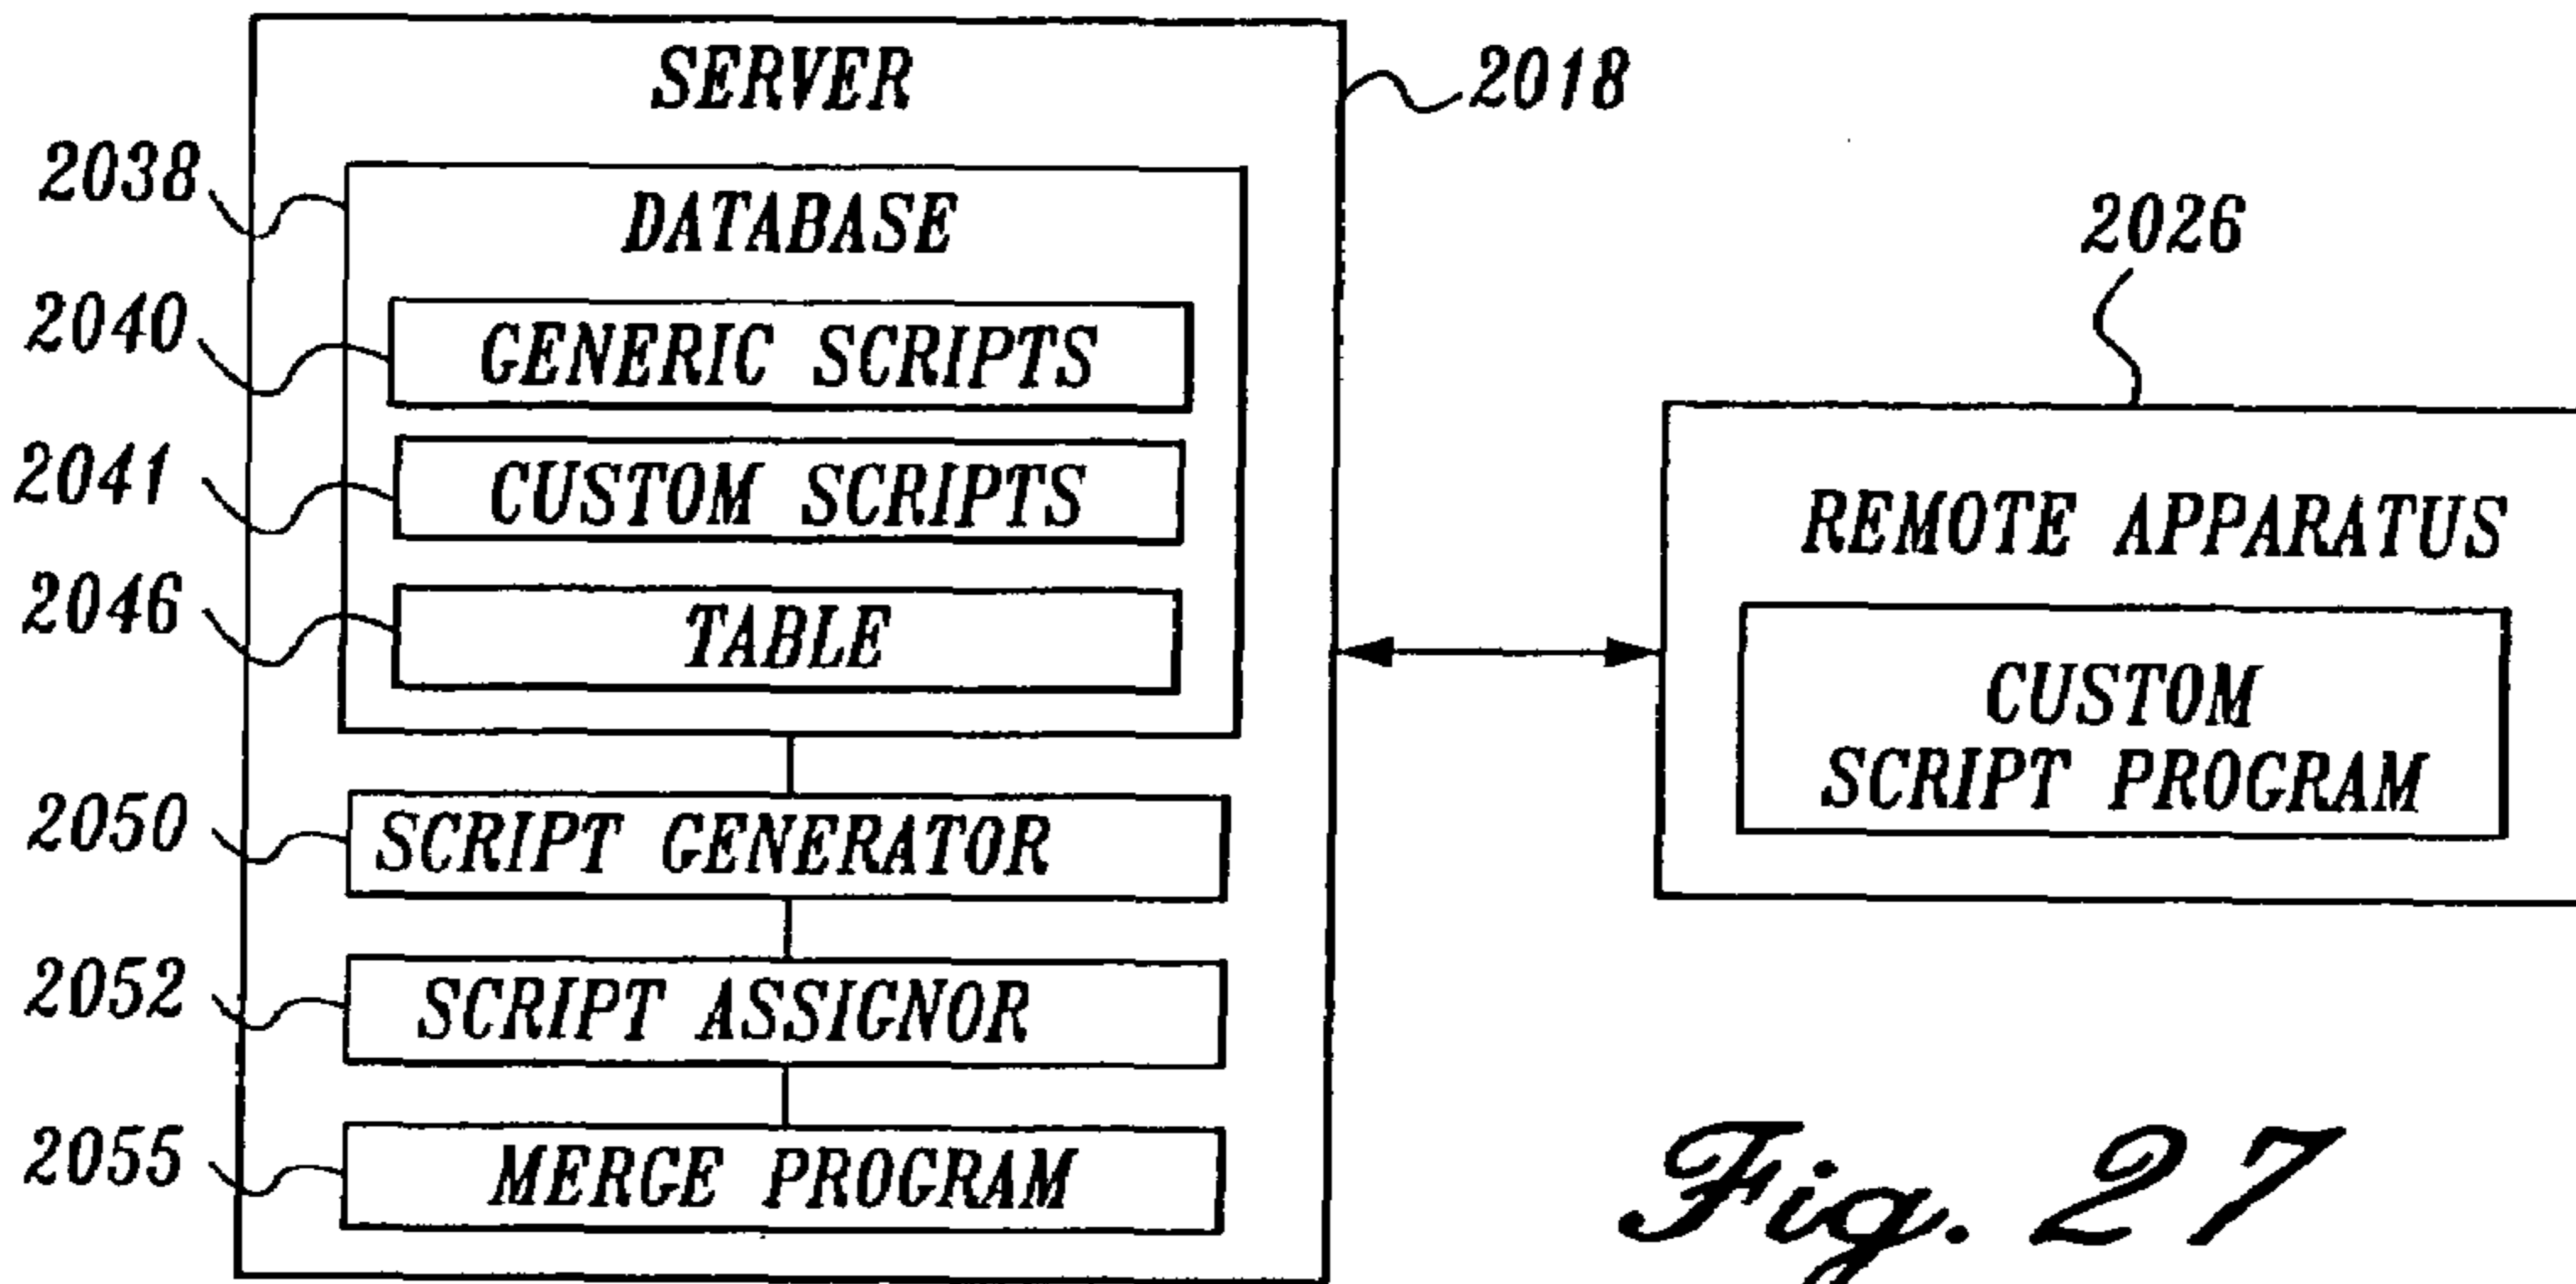 SERVER
2018
2038
DATABASE
2040
GENERIC SCRIPTS
2041
CUSTOM SCRIPTS
2046
TABLE
2050
SCRIPT GENERATOR
2052
SCRIPT ASSIGNOR
2055
MERGE PROGRAM
2026
REMOTE APPARATUS
CUSTOM
SCRIPT PROGRAM
Fig. 27